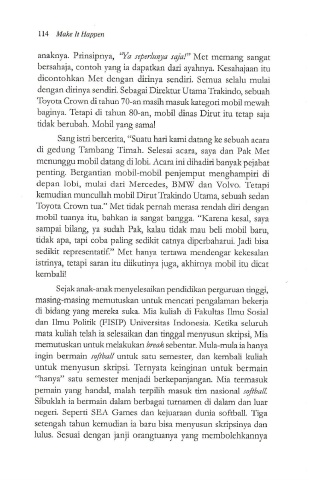 114 Make It Happen
anaknya. Prinsipnya, "Ya seperlunya saja!" Met memang sangat
bersahaja, contoh yang ia dapatkan dari ayahnya. Kesahajaan itu
dicontohkan Met dengan dirinya sendiri. Semua selalu mulai
dengan dirinya sendiri. Sebagai Direktur Utama Trakindo, sebuah
Toyota Crown di tahun 70-an masih masuk kategori mobil mewah
baginya. Tetapi di tahun 80-an, mobil dinas Dirut itu tetap saja
tidak berubah. Mobil yang sama!
Sang istri bercerita, "Suatu hari kami datang ke sebuah acara
di gedung Tambang Timah. Selesai acara, saya dan Pak Met
menunggu mobil datang di lobi. Acara ini dihadiri banyak pejabat
penting. Bergantian mobil-mobil penjemput menghampiri di
depan lobi, mulai dari Mercedes, BMW dan Volvo. Tetapi
kemudian muncullah mobil Dirut Trakindo Utama, sebuah sedan
Toyota Crown tua." Met tidak pernah merasa rendah diri dengan
mobil tuanya itu, bahkan ia sangat bangga. "Karena kesal, saya
sampai bilang, ya sudah Pak, kalau tidak mau beli mobil baru,
tidak apa, tapi coba paling sedikit catnya diperbaharui. Jadi bisa
sedikit representatif." Met hanya tertawa mendengar kekesalan
istrinya, tetapi saran itu diikutinya juga, akhirnya mobil itu dicat
kembali!
Sejak anak-anak menyelesaikan pendidikan perguruan tinggi,
masing-masing memutuskan untuk mencari pengalaman bekerja
di bidang yang mereka suka. Mia kuliah di Fakultas Ilmu Sosial
dan Ilmu Politik (FISIP) Universitas Indonesia. Ketika seluruh
mata kuliah telah ia selesaikan dan tinggal menyusun skripsi, Mia
memutuskan untuk melakukan break sebentar. Mula-mula ia hanya
ingin bermain softball untuk satu semester, dan kembali kuliah
untuk menyusun skripsi. Ternyata keinginan untuk bermain
"hanya" satu semester menjadi berkepanjangan. Mia termasuk
pemain yang handal, malah terpilih masuk tim nasional softball.
Sibuklah ia bermain dalam berbagai turnamen di dalam dan luar
negeri. Seperti SEA Games dan kejuaraan dunia softball. Tiga
setengah tahun kemudian ia baru bisa menyusun skripsinya dan
lulus. Sesuai dengan janji orangtuanya yang membolehkannya